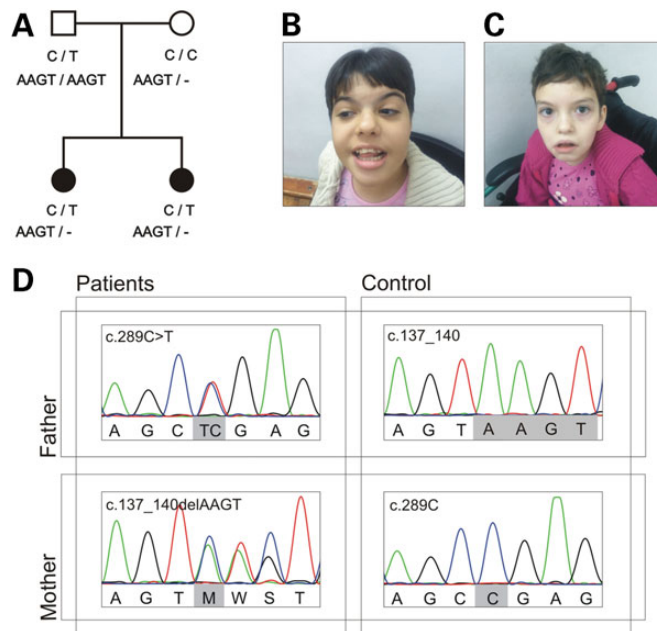 A
B
C
C / T
C / C
AAGT / AAGT
AAGT / -
C / T
C / T
AAGT / -
AAGT / -
D
Patients
Control
Father
c.289C>T
A G C TC G A G
c.137_140
A G T A A G T
Mother
c.137_140delAAGT
A G T M W S T
c.289C
A G C C G A G